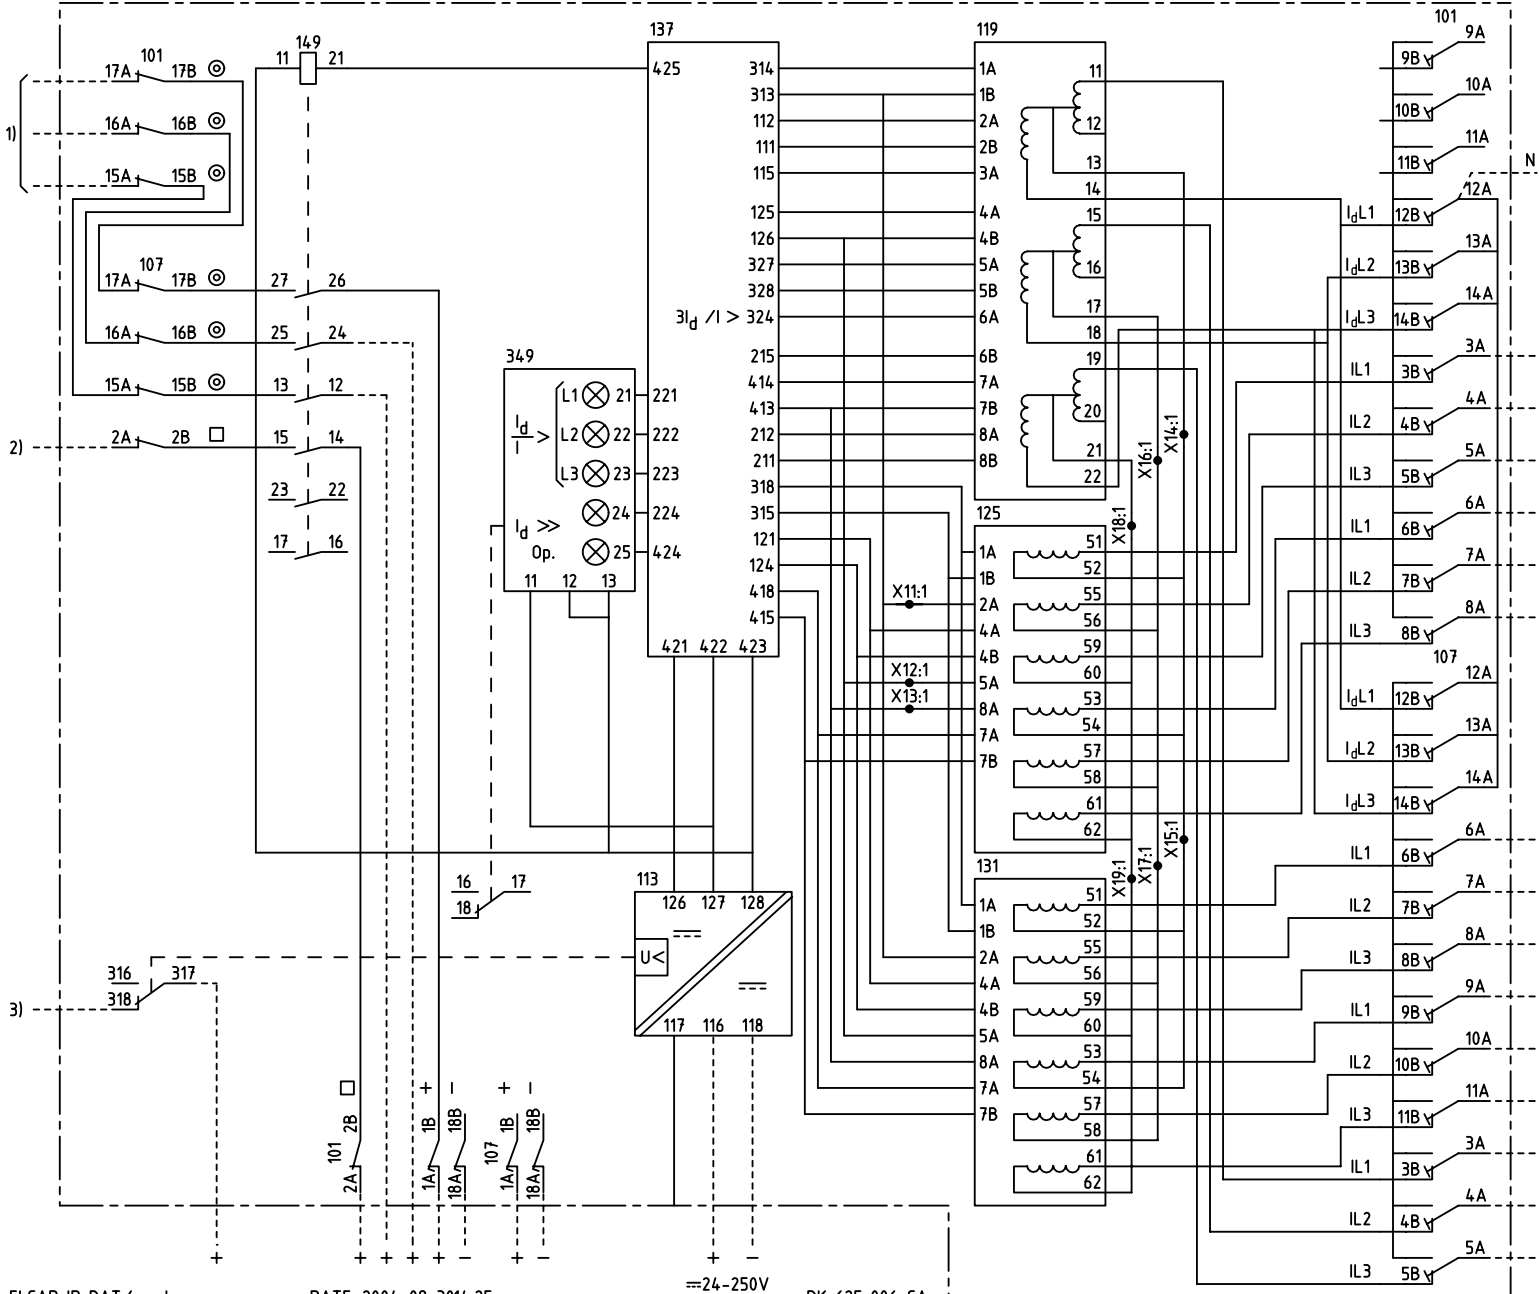 101
17A 17B
16A 16B
15A 15B
1)
149
11 21
107
17A 17B 27 26
16A 16B 25 24
15A 15B 13 12
2) 2A 2B 15 14
23 22
17 16
137
425
314
313
112
111
115
125
126
327
328
3Id /I > 324
215
414
413
212
211
318
315
121
124
418
415
421 422 423
349
Id
I
>
L1 21 221
L2 22 222
L3 23 223
24 224
Id >>
Op. 25 424
11 12 13
16 17
18
113
126 127 128
U<
117 116 118
316 317
3) 318
101
2A 2B
+ −
1A 1B
18A 18B
107
+ −
1A 1B
18A 18B
+ + + + + − + − + −
24-250V
119
1A 11
1B
2A 12
2B
3A 13
14
4A 15
4B
5A 16
5B
6A 17
18
6B 19
7A
7B 20
8A
8B 21
22
X11:1
X12:1
X13:1
X14:1
X16:1
X18:1
125
1A 51
1B 52
2A 55
4A 56
4B 59
5A 60
8A 53
7A 54
7B 57
58
61
62
X15:1
X17:1
X19:1
131
1A 51
1B 52
2A 55
4A 56
4B 59
5A 60
8A 53
7A 54
7B 57
58
61
62
101
9B 9A
10B 10A
11B 11A
N
IdL1 12B 12A
IdL2 13B 13A
IdL3 14B 14A
IL1 3B 3A
IL2 4B 4A
IL3 5B 5A
IL1 6B 6A
IL2 7B 7A
IL3 8B 8A
107
IdL1 12B 12A
IdL2 13B 13A
IdL3 14B 14A
IL1 6B 6A
IL2 7B 7A
IL3 8B 8A
IL1 9B 9A
IL2 10B 10A
IL3 11B 11A
IL1 3B 3A
IL2 4B 4A
IL3 5B 5A